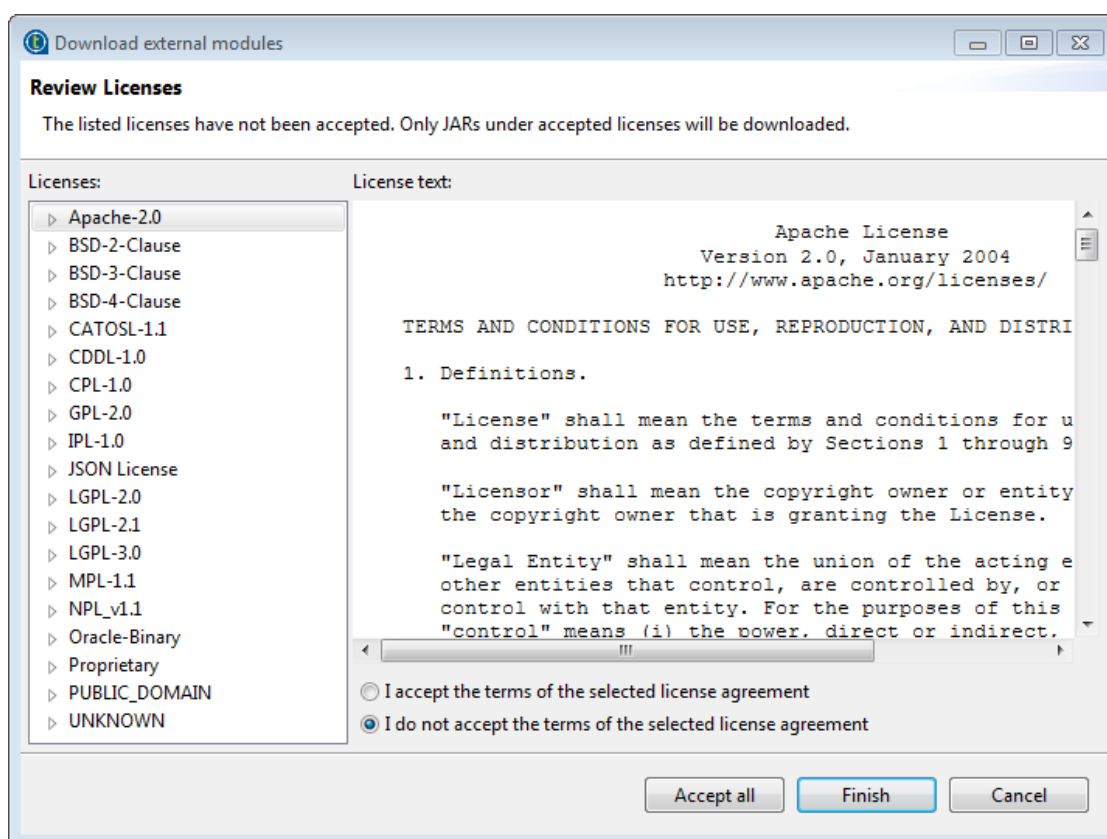 Download external modules
Review Licenses
The listed licenses have not been accepted. Only JARs under accepted licenses will be downloaded.
Licenses:
Apache-2.0
BSD-2-Clause
BSD-3-Clause
BSD-4-Clause
CATOSL-1.1
CDDL-1.0
CPL-1.0
GPL-2.0
IPL-1.0
JSON License
LGPL-2.0
LGPL-2.1
LGPL-3.0
MPL-1.1
NPL_v1.1
Oracle-Binary
Proprietary
PUBLIC_DOMAIN
UNKNOWN
License text:
Apache License
Version 2.0, January 2004
http://www.apache.org/licenses/
TERMS AND CONDITIONS FOR USE, REPRODUCTION, AND DISTRI
1. Definitions.
"License" shall mean the terms and conditions for u
and distribution as defined by Sections 1 through 9
"Licensor" shall mean the copyright owner or entity
the copyright owner that is granting the License.
"Legal Entity" shall mean the union of the acting e
other entities that control, are controlled by, or
control with that entity. For the purposes of this
"control" means (i) the power, direct or indirect,
I accept the terms of the selected license agreement
I do not accept the terms of the selected license agreement
Accept all
Finish
Cancel